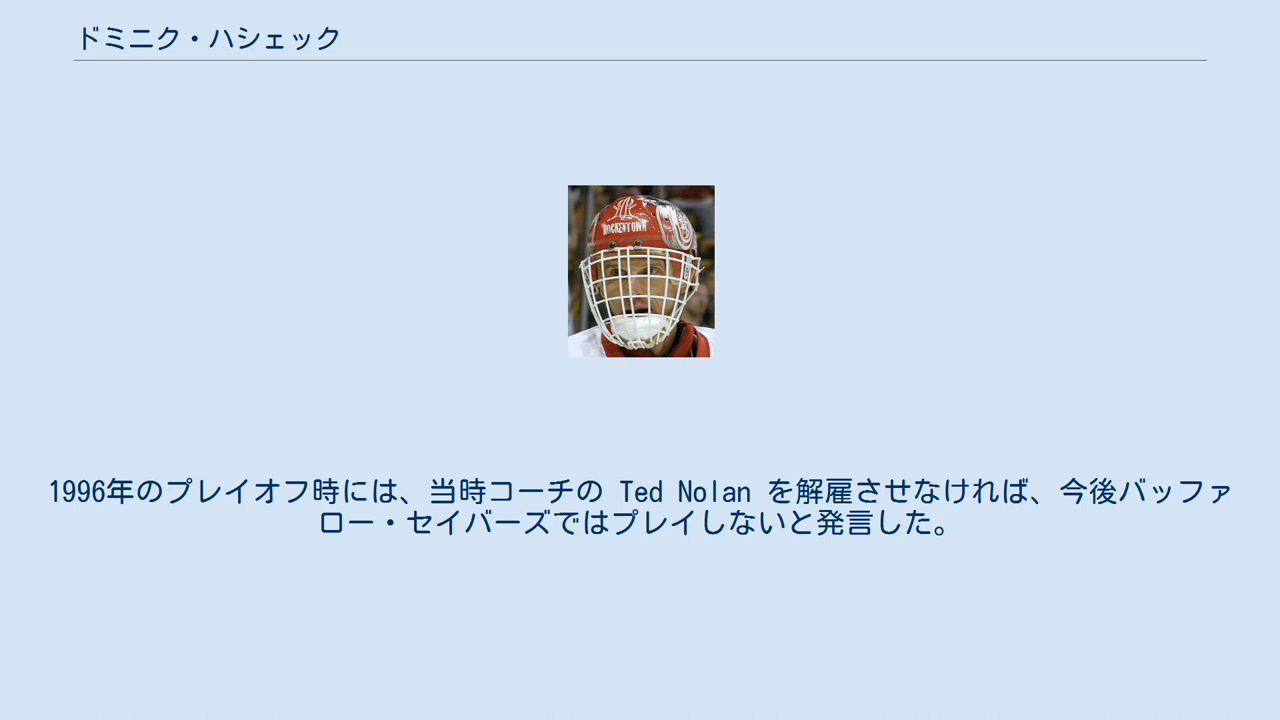 ドミニク・ハシェック
HOCKEYTOWN
1996年のプレイオフ時には、当時コーチの Ted Nolan を解雇させなければ、今後バッファ
ロー・セイバーズではプレイしないと発言した。